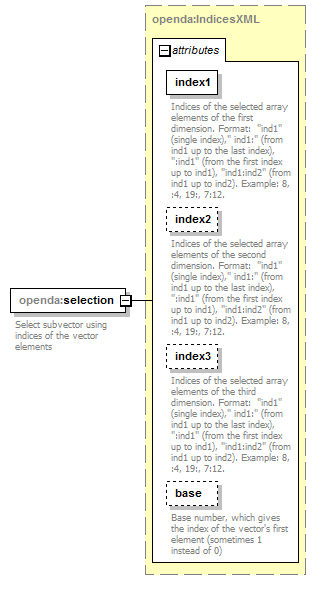 openda:IndicesXML
attributes
index1
Indices of the selected array
elements of the first
dimension. Format:  "ind1"
(single index)," ind1:" (from
ind1 up to the last index),
":ind1" (from the first index
up to ind1), "ind1:ind2" (from
ind1 up to ind2). Example: 8,
:4, 19:, 7:12.
index2
Indices of the selected array
elements of the second
dimension. Format:  "ind1"
(single index)," ind1:" (from
ind1 up to the last index),
":ind1" (from the first index
up to ind1), "ind1:ind2" (from
ind1 up to ind2). Example: 8,
:4, 19:, 7:12.
openda:selection
Select subvector using
indices of the vector
elements
index3
Indices of the selected array
elements of the third
dimension. Format:  "ind1"
(single index)," ind1:" (from
ind1 up to the last index),
":ind1" (from the first index
up to ind1), "ind1:ind2" (from
ind1 up to ind2). Example: 8,
:4, 19:, 7:12.
base
Base number, which gives
the index of the vector's first
element (sometimes 1
instead of 0)